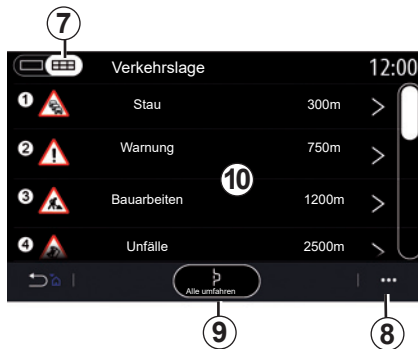 7
Verkehrslage 12:00
1 Stau 300m
2 Warnung 750m
10
3 Bauarbeiten 1200m
4 Unfälle 2500m
Alle umfahren
9 8